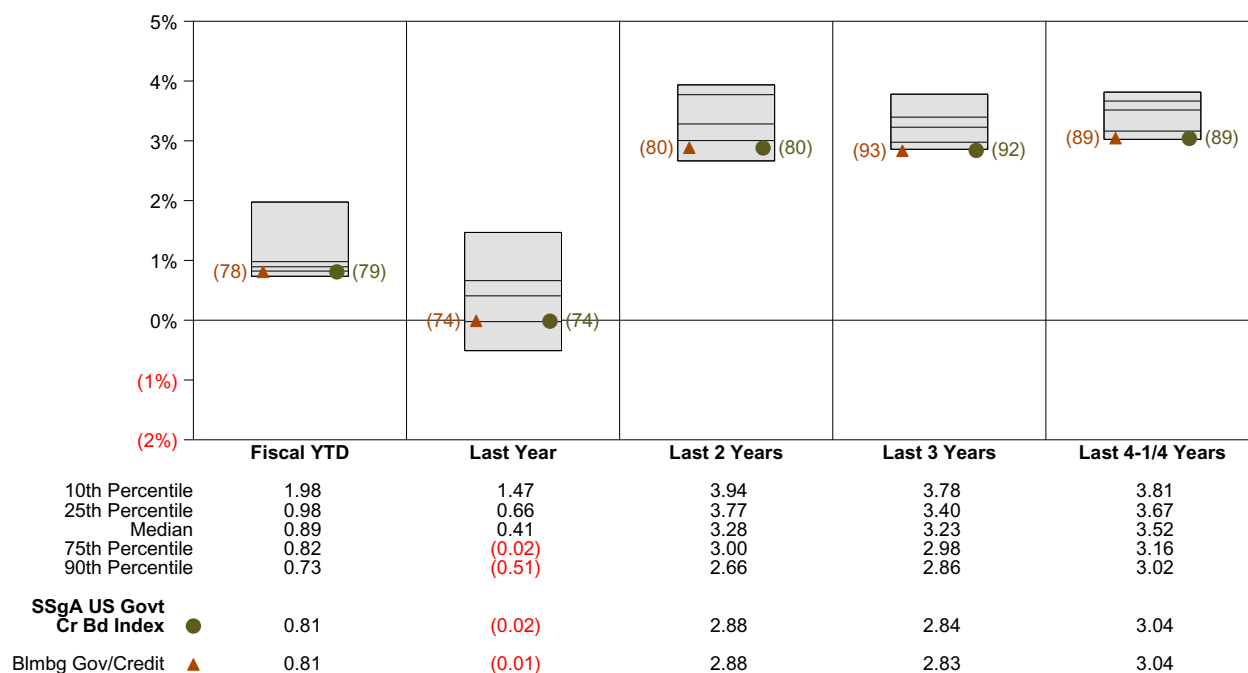 5%
4%
3%
2%
1%
0%
(1%)
(2%)
(78) (79)
(74) (74)
(80) (80)
(93) (92)
(89) (89)
Fiscal YTD Last Year Last 2 Years Last 3 Years Last 4-1/4 Years
10th Percentile 1.98 1.47 3.94 3.78 3.81
25th Percentile 0.98 0.66 3.77 3.40 3.67
Median 0.89 0.41 3.28 3.23 3.52
75th Percentile 0.82 (0.02) 3.00 2.98 3.16
90th Percentile 0.73 (0.51) 2.66 2.86 3.02
SSgA US Govt
Cr Bd Index 0.81 (0.02) 2.88 2.84 3.04
Blmbg Gov/Credit 0.81 (0.01) 2.88 2.83 3.04